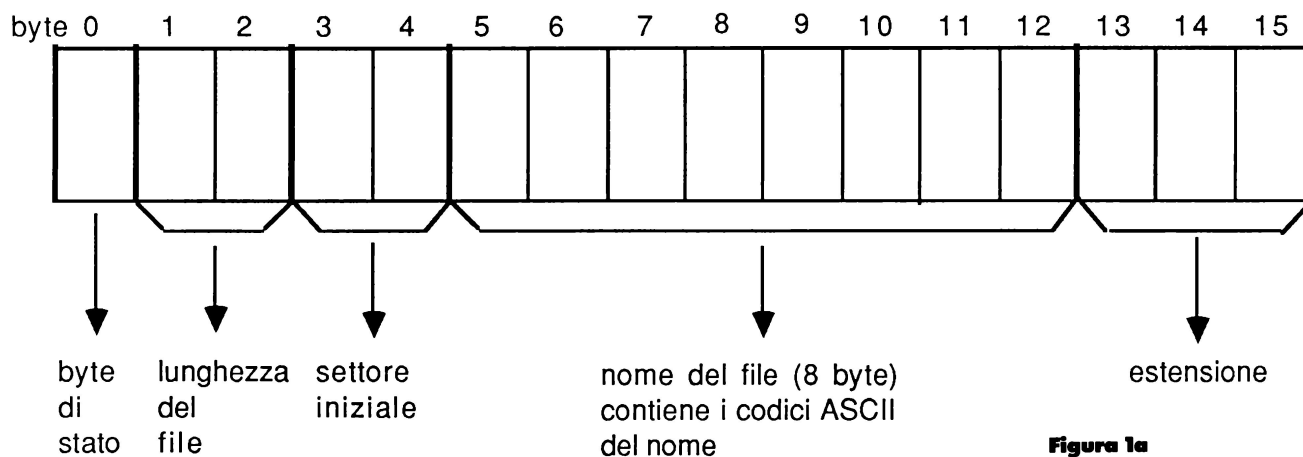 byte 0 1 2 3 4 5 6 7 8 9 10 11 12 13 14 15
byte
di
stato
lunghezza
del
file
settore
iniziale
nome del file (8 byte)
contiene i codici ASCII
del nome
estensione
Figura 1a